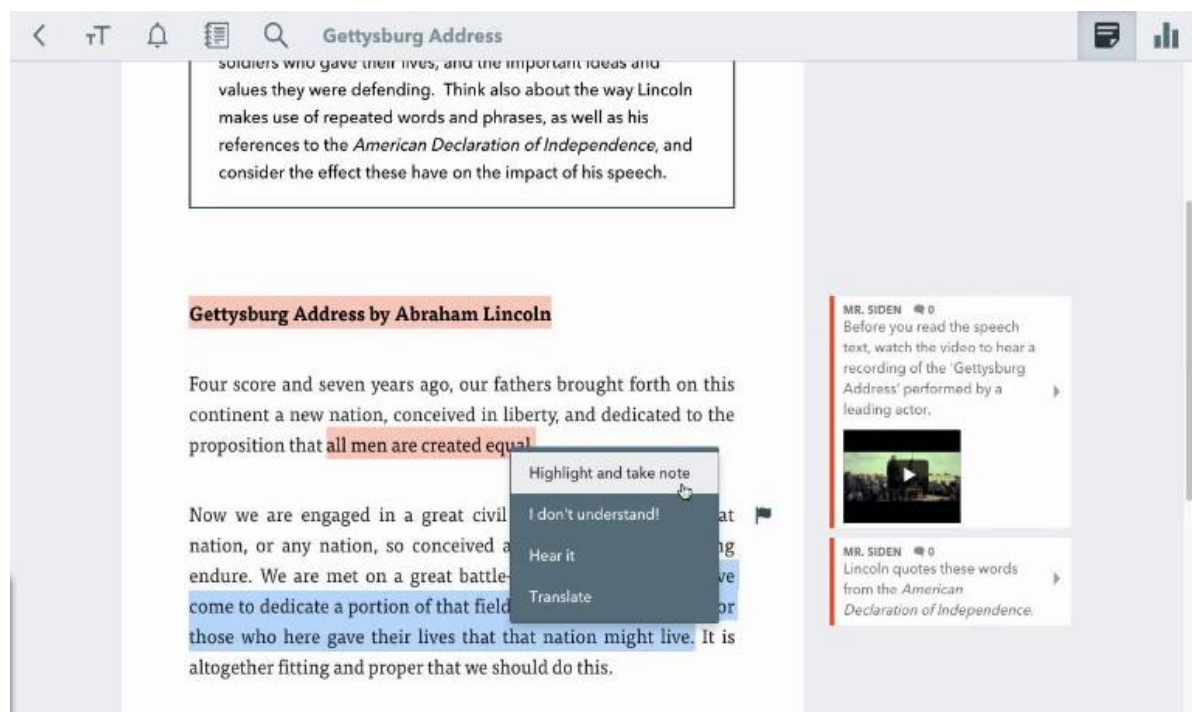 Gettysburg Address
soldiers who gave their lives, and the important ideas and
values they were defending. Think also about the way Lincoln
makes use of repeated words and phrases, as well as his
references to the American Declaration of Independence, and
consider the effect these have on the impact of his speech.
Gettysburg Address by Abraham Lincoln
Four score and seven years ago, our fathers brought forth on this
continent a new nation, conceived in liberty, and dedicated to the
proposition that all men are created equal
Now we are engaged in a great civil at
nation, or any nation, so conceived a ng
endure. We are met on a great battle- ve
come to dedicate a portion of that field or
those who here gave their lives that that nation might live. It is
altogether fitting and proper that we should do this.
Highlight and take note
I don't understand!
Hear it
Translate
MR. SIDEN 0
Before you read the speech
text, watch the video to hear a
recording of the 'Gettysburg
Address' performed by a
leading actor.
MR. SIDEN 0
Lincoln quotes these words
from the American
Declaration of Independence.